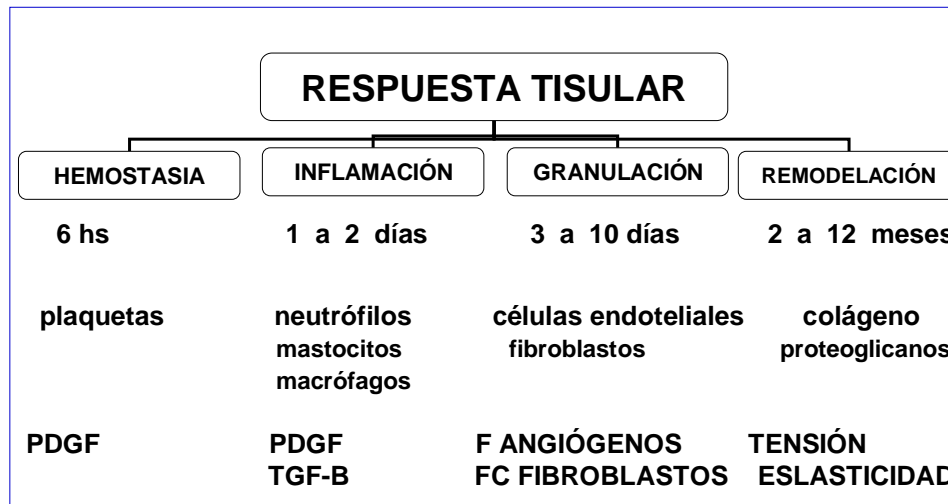 RESPUESTA TISULAR
HEMOSTASIA INFLAMACIÓN GRANULACIÓN REMODELACIÓN
6 hs 1 a 2 días 3 a 10 días 2 a 12 meses
plaquetas neutrófilos células endoteliales colágeno
mastocitos fibroblastos proteoglicanos
macrófagos
PDGF PDGF F ANGIÓGENOS TENSIÓN
TGF-B FC FIBROBLASTOS ESLASTICIDAD